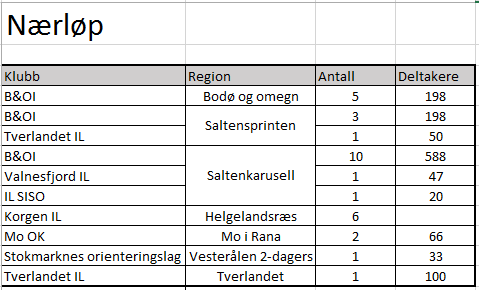 Nærløp
Klubb Region Antall Deltakere
B&OI Bodø og omegn 5 198
B&OI Saltensprinten 3 198
Tverlandet IL 1 50
B&OI Saltenkarusell 10 588
Valnesfjord IL 1 47
IL SISO 1 20
Korgen IL Helgelandsræs 6
Mo OK Mo i Rana 2 66
Stokmarknes orienteringslag Vesterålen 2-dagers 1 33
Tverlandet IL Tverlandet 1 100